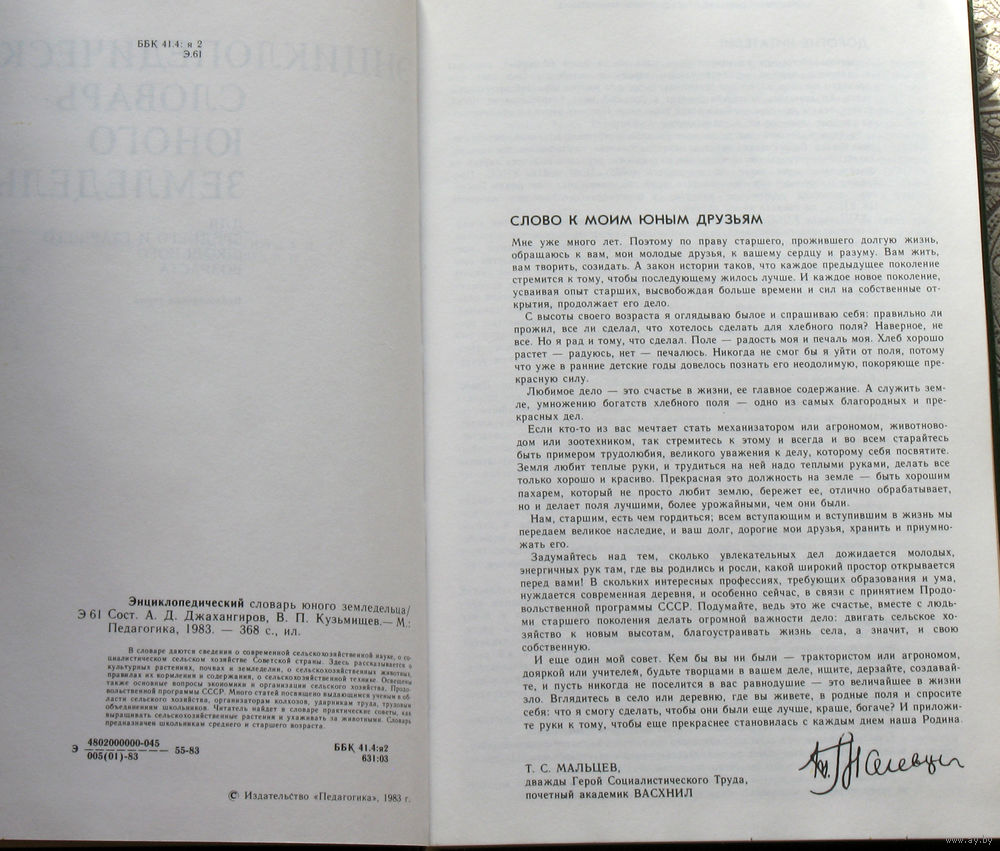 ББК 41.4: я 2
Э.61
Энциклопедический словарь юного земледельца/
Э 61 Сост. А. Д. Джахангиров, В. П. Кузьмищев.— М.:
Педагогика, 1983. — 368 с., ил.
В словаре даются сведения о современной сельскохозяйственной науке, о со-
циалистическом сельском хозяйстве Советской страны. Здесь рассказывается о
культурных растениях, почвах и земледелии, о сельскохозяйственных животных,
правилах их кормления и содержания, о сельскохозяйственной технике. Освещены
также основные вопросы экономики и организации сельского хозяйства, Продо-
вольственной программы СССР. Много статей посвящено выдающимся ученым в об-
ласти сельского хозяйства, организаторам колхозов, ударникам труда, трудовым
объединениям школьников. Читатель найдет в словаре практические советы, как
выращивать сельскохозяйственные растения и ухаживать за животными. Словарь
предназначен школьникам среднего и старшего возраста.
Э 4802000000-045 55-83
005(01)-83
ББК 41.4:я2
631:03
© Издательство «Педагогика», 1983 г.
СЛОВО К МОИМ ЮНЫМ ДРУЗЬЯМ
Мне уже много лет. Поэтому по праву старшего, прожившего долгую жизнь,
обращаюсь к вам, мои молодые друзья, к вашему сердцу и разуму. Вам жить,
вам творить, созидать. А закон истории таков, что каждое предыдущее поколение
стремится к тому, чтобы последующему жилось лучше. И каждое новое поколение,
усваивая опыт старших, высвобождая больше времени и сил на собственные от-
крытия, продолжает его дело.
С высоты своего возраста я оглядываю былое и спрашиваю себя: правильно ли
прожил, все ли сделал, что хотелось сделать для хлебного поля? Наверное, не
все. Но я рад и тому, что сделал. Поле — радость моя и печаль моя. Хлеб хорошо
растет — радуюсь, нет — печалюсь. Никогда не смог бы я уйти от поля, потому
что уже в ранние детские годы довелось познать его неодолимую, покоряюще пре-
красную силу.
Любимое дело — это счастье в жизни, ее главное содержание. А служить зем-
ле, умножению богатств хлебного поля — одно из самых благородных и пре-
красных дел.
Если кто-то из вас мечтает стать механизатором или агрономом, животново-
дом или зоотехником, так стремитесь к этому и всегда и во всем старайтесь
быть примером трудолюбия, великого уважения к делу, которому себя посвятите.
Земля любит теплые руки, и трудиться на ней надо теплыми руками, делать все
только хорошо и красиво. Прекрасная это должность на земле — быть хорошим
пахарем, который не просто любит землю, бережет ее, отлично обрабатывает,
но и делает поля лучшими, более урожайными, чем они были.
Нам, старшим, есть чем гордиться; всем вступающим и вступившим в жизнь мы
передаем великое наследие, и ваш долг, дорогие мои друзья, хранить и приумно-
жать его.
Задумайтесь над тем, сколько увлекательных дел дожидается молодых,
энергичных рук там, где вы родились и росли, какой широкий простор открывается
перед вами! В скольких интересных профессиях, требующих образования и ума,
нуждается современная деревня, и особенно сейчас, в связи с принятием Продо-
вольственной программы СССР. Подумайте, ведь это же счастье, вместе с людь-
ми старшего поколения делать огромной важности дело: двигать сельское хо-
зяйство к новым высотам, благоустраивать жизнь села, а значит, и свою
собственную.
И еще один мой совет. Кем бы вы ни были — трактористом или агрономом,
дояркой или учителем, будьте творцами в вашем деле, ищите, дерзайте, создавай-
те, и пусть никогда не поселится в вас равнодушие — это величайшее в жизни
зло. Вглядитесь в село или деревню, где вы живете, в родные поля и спросите
себя: что я смогу сделать, чтобы они были еще лучше, краше, богаче? И приложи-
те руки к тому, чтобы еще прекраснее становилась с каждым днем наша Родина.
Т. С. МАЛЬЦЕВ,
дважды Герой Социалистического Труда,
почетный академик ВАСХНИЛ
www.ay.by